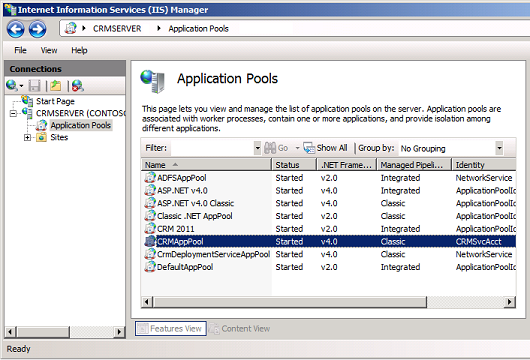 Internet Information Services (IIS) Manager
CRMSERVER Application Pools
File View Help
Connections
Start Page
CRMSERVER (CONTOS
Application Pools
Sites
Application Pools
This page lets you view and manage the list of application pools on the server. Application pools are
associated with worker processes, contain one or more applications, and provide isolation among
different applications.
Filter: Go Show All Group by: No Grouping
Name Status .NET Frame... Managed Pipeli... Identity
ADFSAppPool Started v2.0 Integrated NetworkService
ASP.NET v4.0 Started v4.0 Integrated ApplicationPoolId
ASP.NET v4.0 Classic Started v4.0 Classic ApplicationPoolId
Classic .NET AppPool Started v2.0 Classic ApplicationPoolId
CRM 2011 Started v2.0 Integrated ApplicationPoolId
CRMAppPool Started v4.0 Classic CRMSvcAcct
CrmDeploymentServiceAppPool Started v4.0 Classic NetworkService
DefaultAppPool Started v2.0 Integrated ApplicationPoolId
Features View Content View
Ready